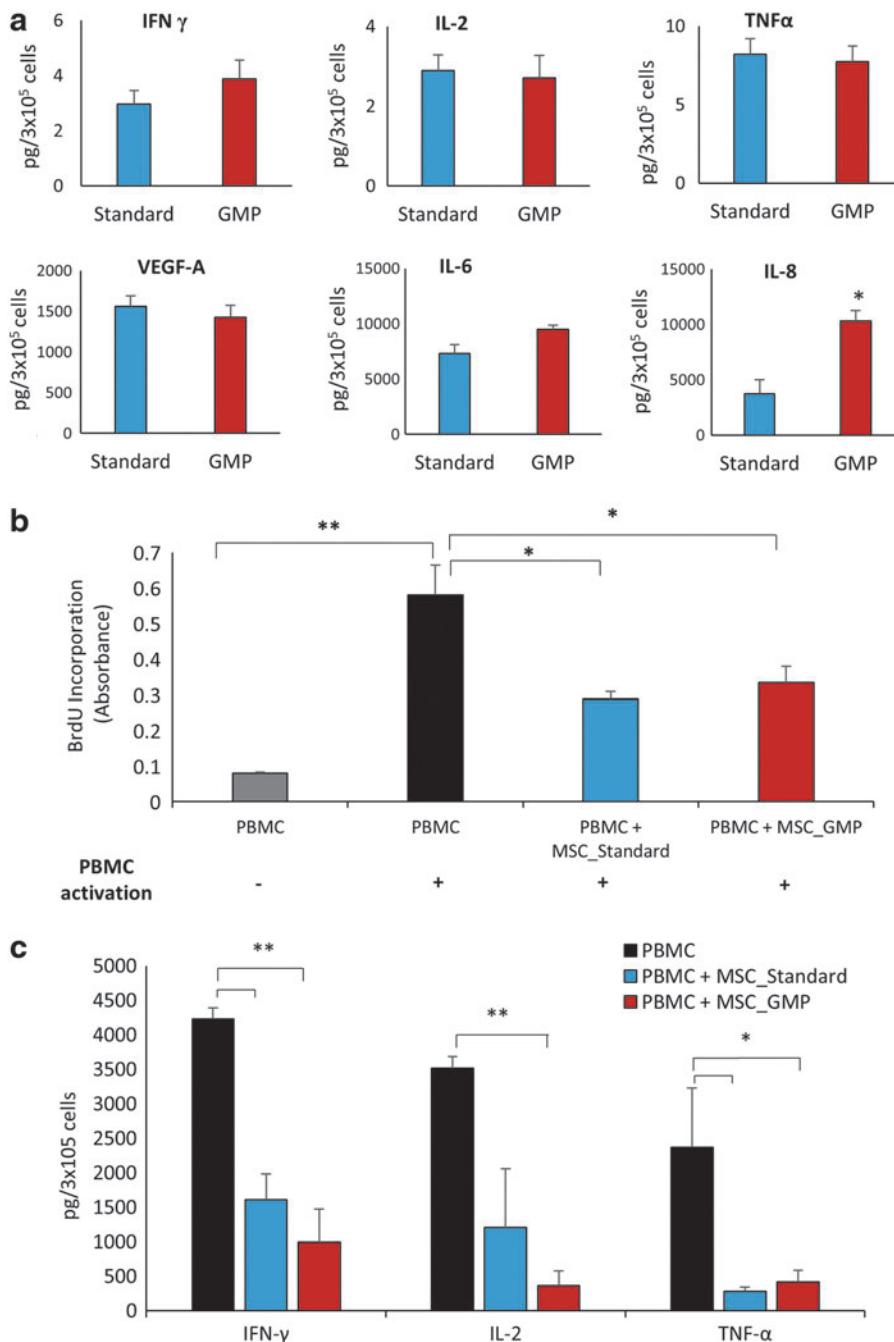 a
IFN γ
6
4
2
0
pg/3x10⁵ cells
Standard GMP
IL-2
4
2
0
pg/3x10⁵ cells
Standard GMP
TNFα
10
5
0
pg/3x10⁵ cells
Standard GMP
VEGF-A
2000
1500
1000
500
0
pg/3x10⁵ cells
Standard GMP
IL-6
15000
10000
5000
0
pg/3x10⁵ cells
Standard GMP
IL-8
15000
10000
5000
0
*
pg/3x10⁵ cells
Standard GMP
b
**
*
*
0.7
0.6
0.5
0.4
0.3
0.2
0.1
0
BrdU Incorporation
(Absorbance)
PBMC
PBMC
PBMC +
MSC_Standard
PBMC + MSC_GMP
PBMC
activation
- + + +
c
PBMC
PBMC + MSC_Standard
PBMC + MSC_GMP
**
**
*
5000
4500
4000
3500
3000
2500
2000
1500
1000
500
0
pg/3x105 cells
IFN-γ IL-2 TNF-α